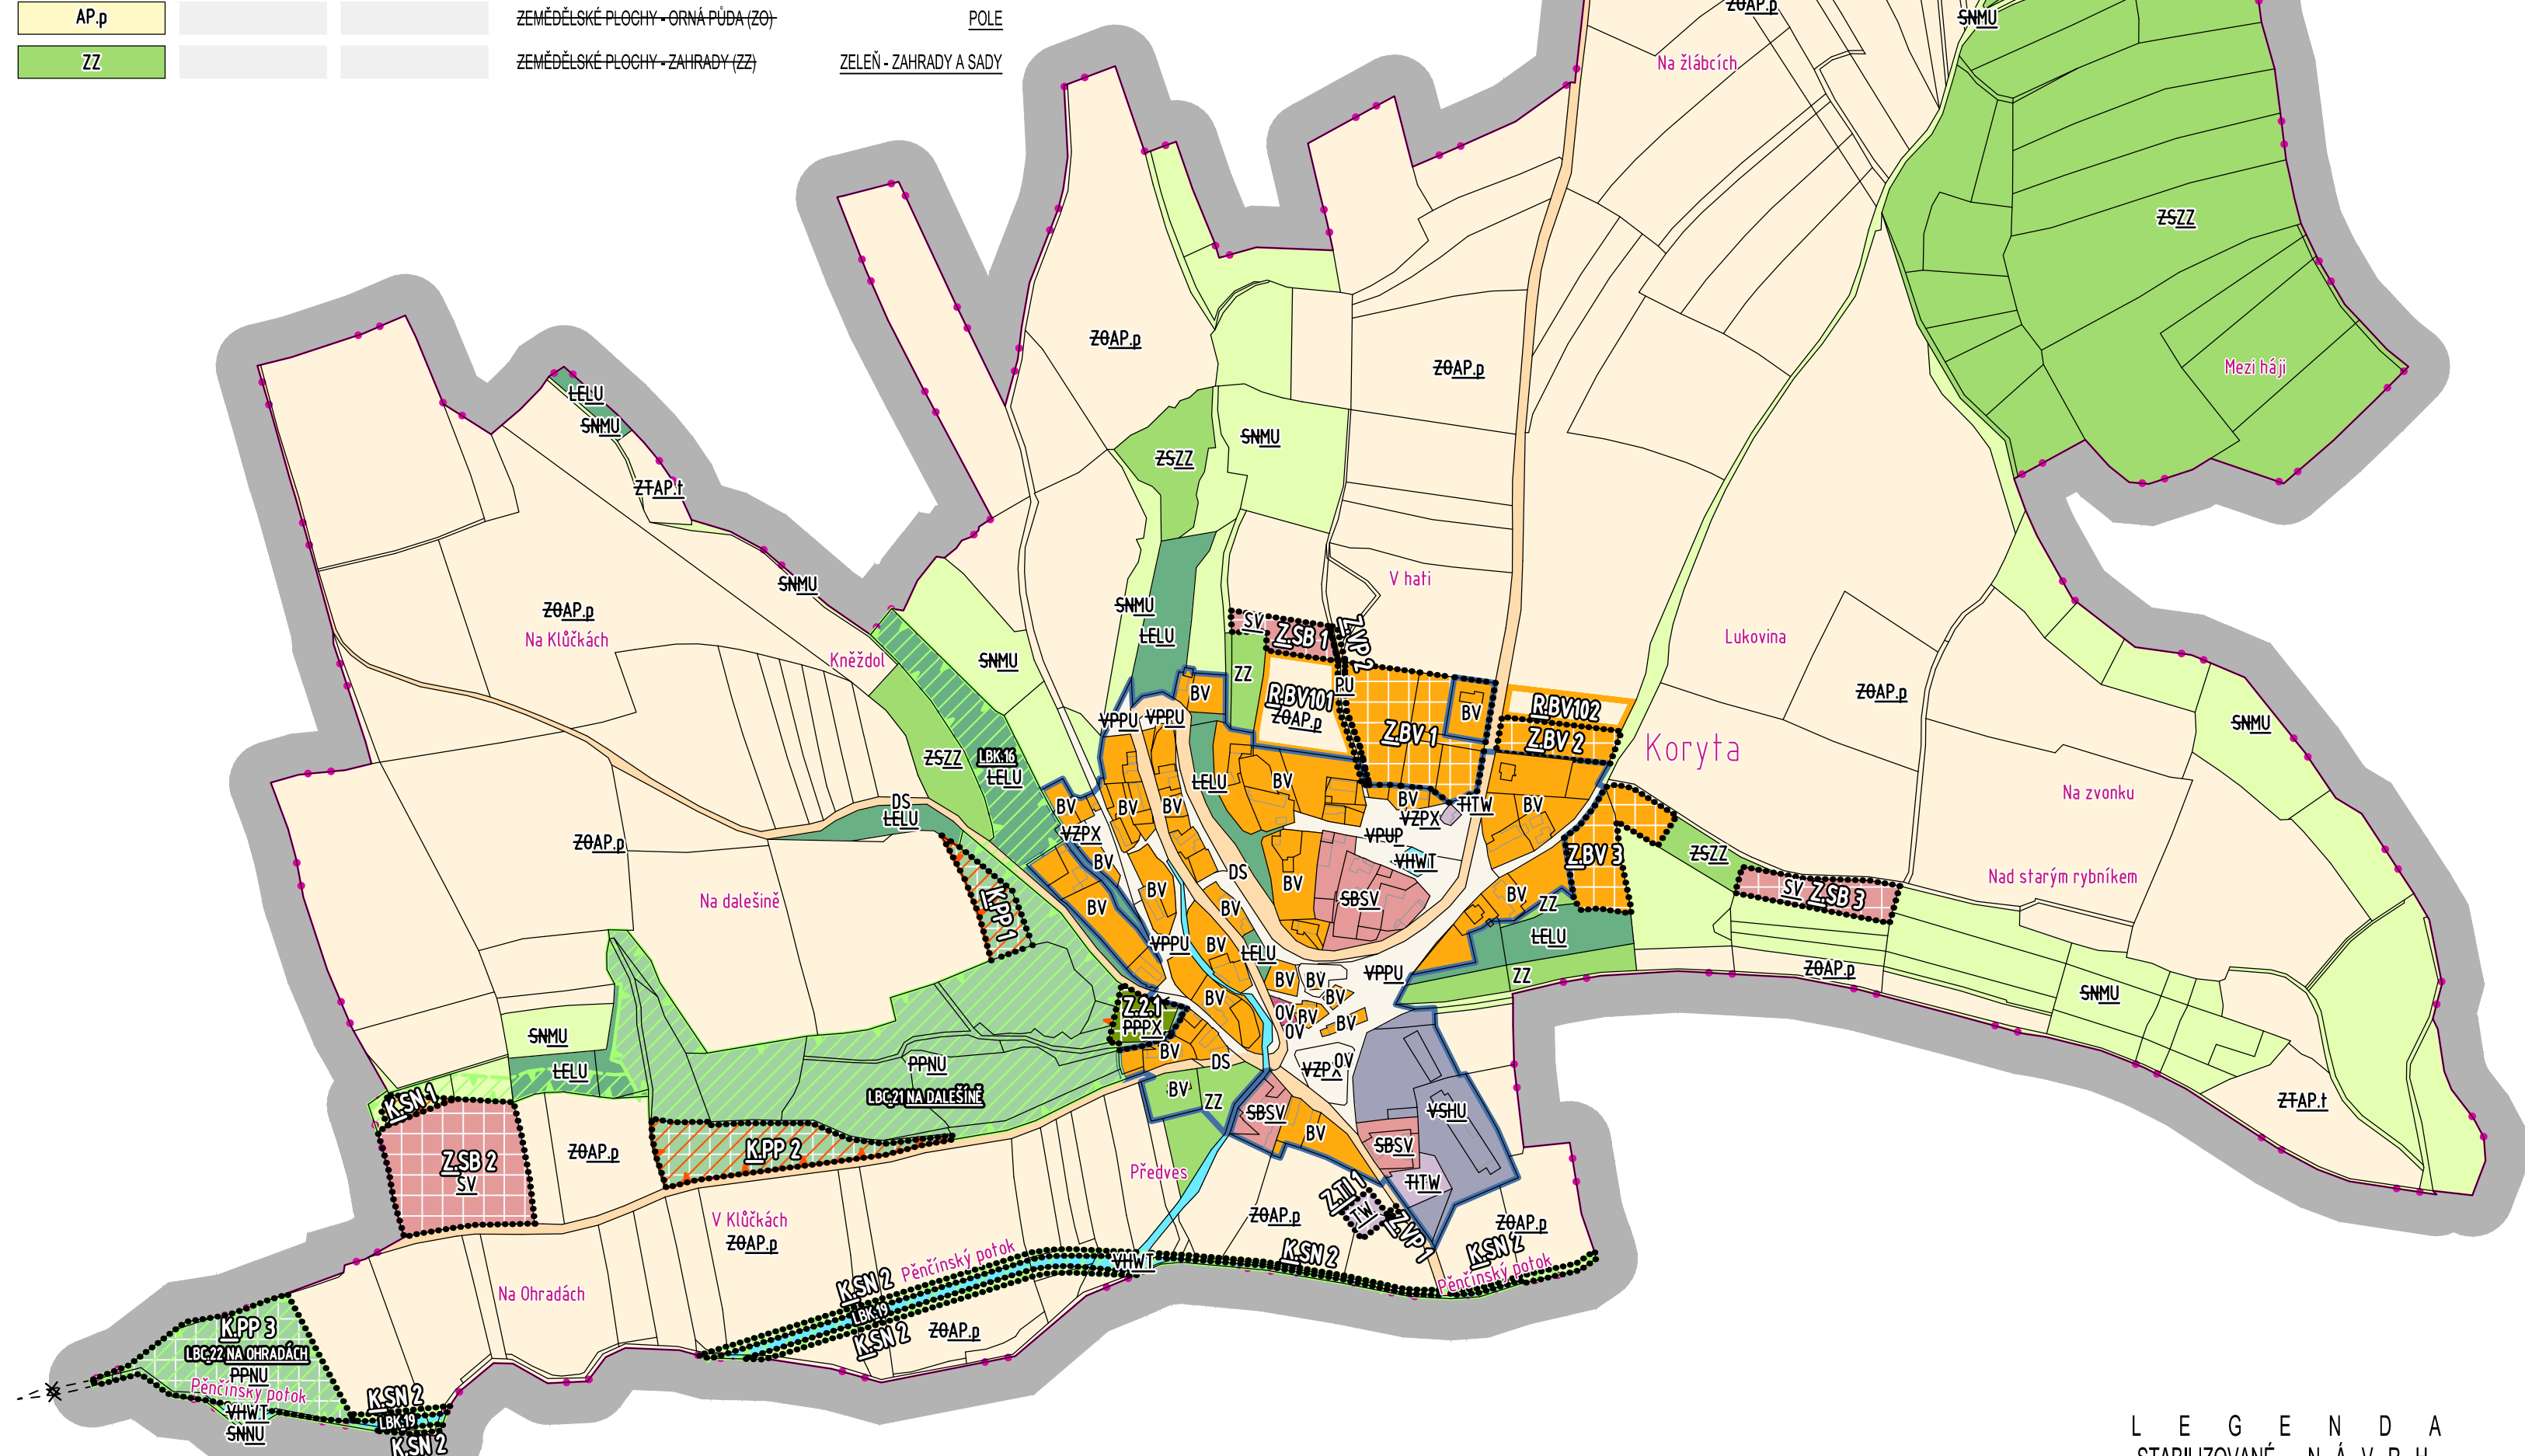 AP.p ZEMĚDĚLSKÉ PLOCHY - ORNÁ PŮDA (ZO) POLE
ZZ ZEMĚDĚLSKÉ PLOCHY - ZAHRADY (ZZ) ZELEŇ - ZAHRADY A SADY
ZOAP.p
SNMU
Na žlábcích
ZSZZ
Mezi háji
ZOAP.p
ZOAP.p
LELU
SNMU
ZTAP.t
SNMU
ZSZZ
SNMU
V hati
ZOAP.p
Na Klůčkách
Kněždol
SNMU
SNMU
LELU
SV
Z.SB 1
Z.VP 2
Lukovina
ZOAP.p
ZZ
BV
PU
R.BV101
ZOAP.p
VPPU
VPPU
Z.BV 1
BV
R.BV102
Z.BV 2
Koryta
SNMU
ZSZZ
LBK.16
LELU
LELU
BV
Na zvonku
DS
LELU
BV
BV
BV
BV
TITW
BV
VZPX
VZPX
VPUP
VHWT
ZOAP.p
BV
Z.BV 3
ZSZZ
Nad starým rybníkem
Na dalešině
K.PP 1
BV
BV
DS
BV
BV
SBSV
BV
ZZ
SV
Z.SB 3
BV
VPPU
BV
LELU
LELU
VPPU
ZZ
ZOAP.p
BV
BV
BV
BV
SNMU
Z.2.1
PPPX
OV
BV
OV
BV
SNMU
BV
DS
VZPX
OV
LELU
PPNU
LBC.21 NA DALEŠINĚ
BV
ZZ
SBSV
VSHU
ZTAP.t
K.SN 1
BV
SBSV
Z.SB 2
SV
ZOAP.p
K.PP 2
Předves
TITW
Z.TI 1
TW
Z.VP 1
V Klůčkách
ZOAP.p
ZOAP.p
ZOAP.p
K.SN 2
K.SN 2
Pěnčínský potok
VHWT
Pěnčínský potok
Na Ohradách
K.SN 2
LBK.19
K.SN 2
ZOAP.p
K.PP 3
LBC.22 NA OHRADÁCH
PPNU
Pěnčínský potok
VHWT
SNNU
K.SN 2
LBK.19
K.SN 2
L E G E N D A
STABILIZOVANÉ N Á V R H